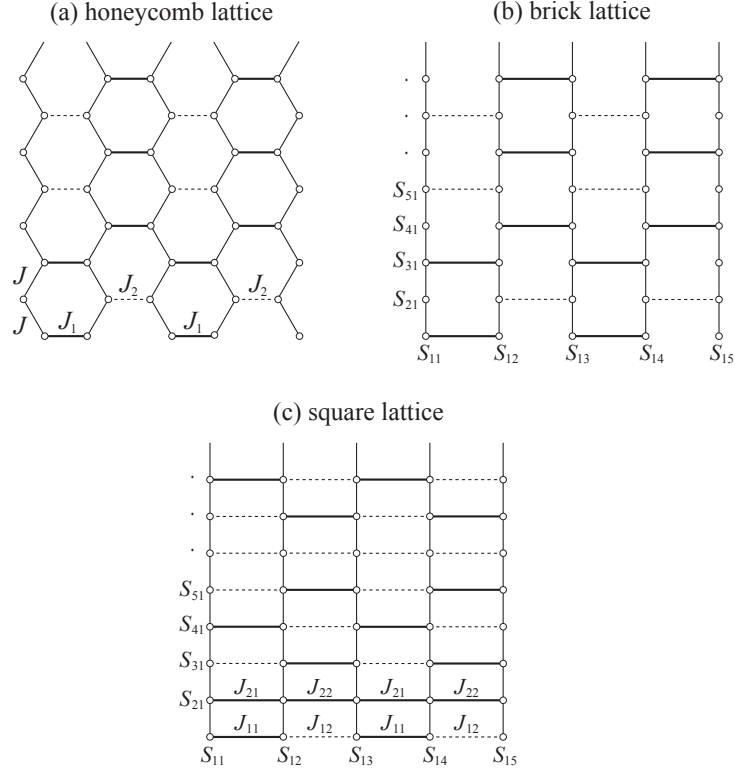 (a) honeycomb lattice
J
J
J₁
J₂
J₁
J₂
(b) brick lattice
.
.
S₅₁
S₄₁
S₃₁
S₂₁
S₁₁ S₁₂ S₁₃ S₁₄ S₁₅
(c) square lattice
.
.
.
S₅₁
S₄₁
S₃₁
J₂₁ J₂₂ J₂₁ J₂₂
S₂₁
J₁₁ J₁₂ J₁₁ J₁₂
S₁₁ S₁₂ S₁₃ S₁₄ S₁₅